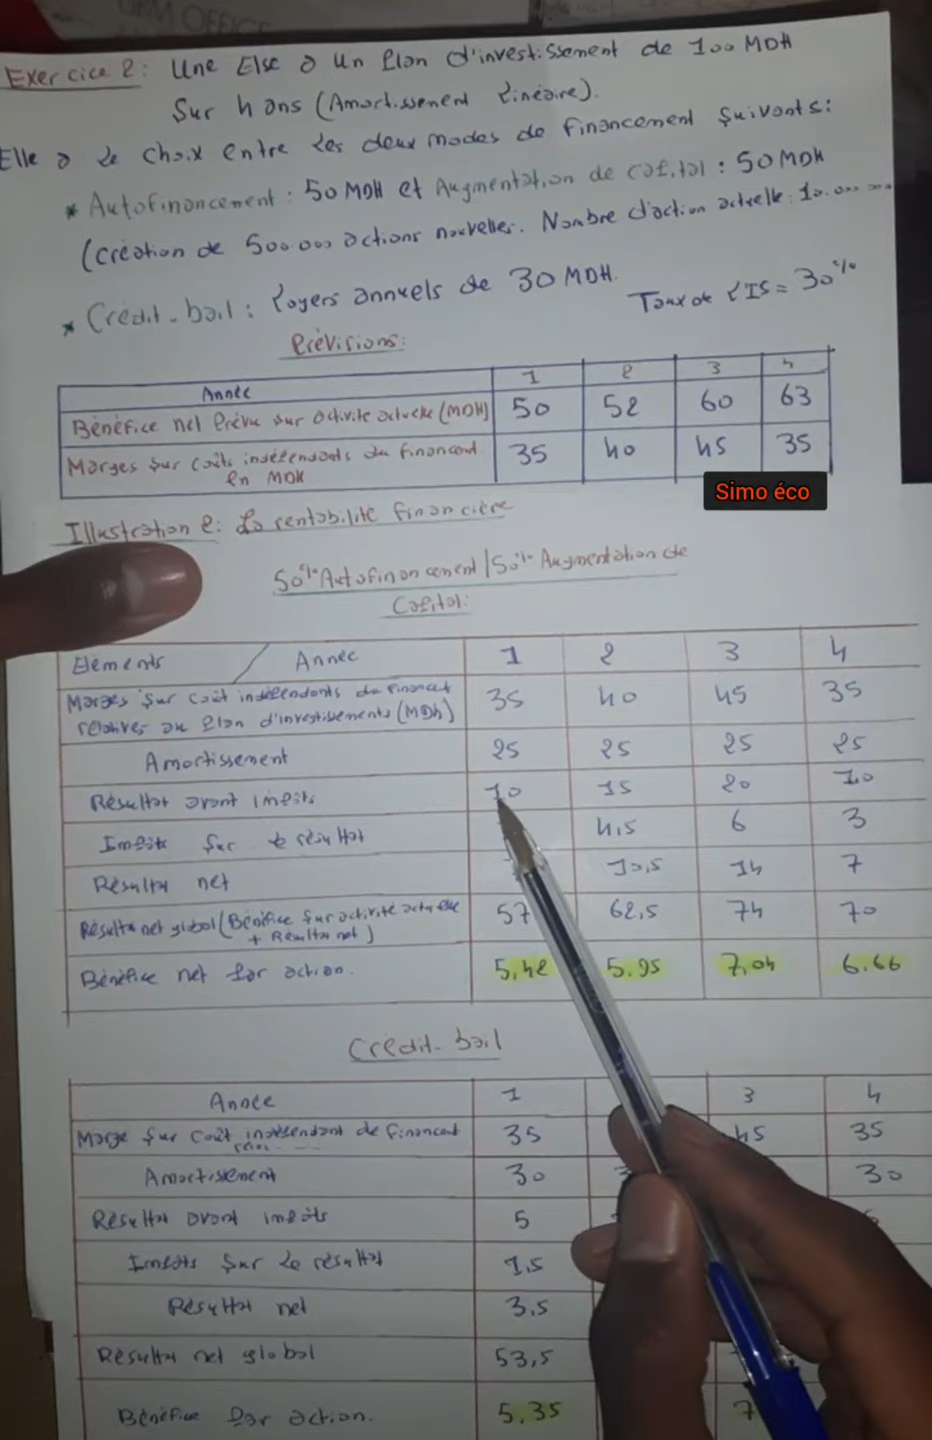 OFFICE
Exercice 2: Une Ese a un plan d'investissement de 100 MDH
Sur 4 ans (Amortissement linéaire).
Elle a le choix entre les deux modes de financement suivants:
* Autofinancement : 50 MDH et Augmentation de capital : 50 MDH
(création de 500.000 actions nouvelles. Nombre d'action actuelle: 10.000
* Crédit-bail : loyers annuels de 30 MDH. Taux de l'IS = 30%
Prévisions:
Année 1 2 3 4
Bénéfice net prévu sur activité actuelle (MDH) 50 52 60 63
Marges sur coûts indépendants du financent 35 40 45 35
en MDH
Simo éco
Illustration 2: La rentabilité financière
50% Autofinancement / 50% Augmentation de
Capital:
Eléments / Année 1 2 3 4
Marges sur coût indépendants du financent 35 40 45 35
relatives au plan d'investissements (MDh)
Amortissement 25 25 25 25
Résultat avant impôts 10 15 20 10
Impôts sur le résultat 4,5 6 3
Résultat net 10,5 14 7
Résultat net global (Bénéfice sur activité actuelle 57 62,5 74 70
+ Résultat net)
Bénéfice net par action. 5,42 5.95 7,04 6.66
Crédit-bail
Année 1 3 4
Marge sur coût indépendant de financent 35 45 35
Amortissement 30 30
Résultat avant impôts 5
Impôts sur le résultat 1,5
Résultat net 3,5
Résultat net global 53,5
Bénéfice par action. 5.35 7